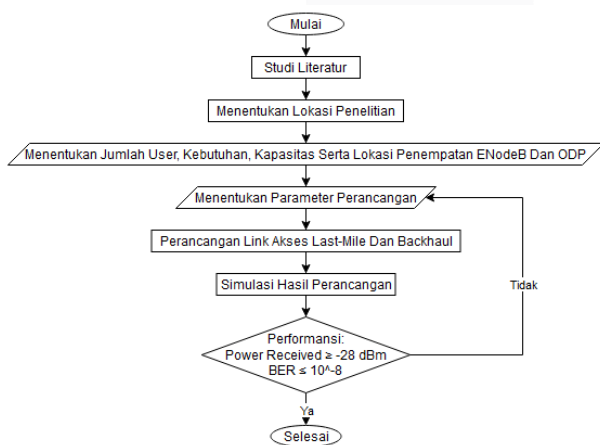 Mulai
Studi Literatur
Menentukan Lokasi Penelitian
Menentukan Jumlah User, Kebutuhan, Kapasitas Serta Lokasi Penempatan ENodeB Dan ODP
Menentukan Parameter Perancangan
Perancangan Link Akses Last-Mile Dan Backhaul
Simulasi Hasil Perancangan
Tidak
Performansi:
Power Received ≥ -28 dBm
BER ≤ 10^-8
Ya
Selesai